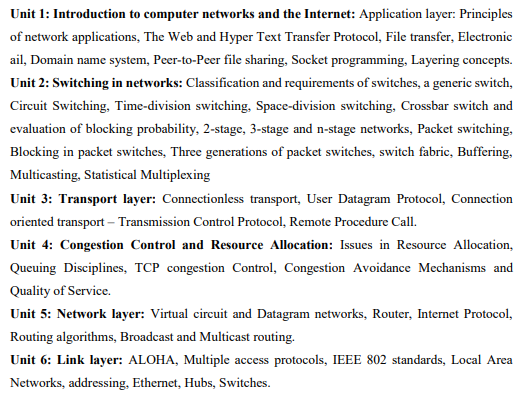 Unit 1: Introduction to computer networks and the Internet: Application layer: Principles
of network applications, The Web and Hyper Text Transfer Protocol, File transfer, Electronic
ail, Domain name system, Peer-to-Peer file sharing, Socket programming, Layering concepts.
Unit 2: Switching in networks: Classification and requirements of switches, a generic switch,
Circuit Switching, Time-division switching, Space-division switching, Crossbar switch and
evaluation of blocking probability, 2-stage, 3-stage and n-stage networks, Packet switching,
Blocking in packet switches, Three generations of packet switches, switch fabric, Buffering,
Multicasting, Statistical Multiplexing
Unit 3: Transport layer: Connectionless transport, User Datagram Protocol, Connection
oriented transport – Transmission Control Protocol, Remote Procedure Call.
Unit 4: Congestion Control and Resource Allocation: Issues in Resource Allocation,
Queuing Disciplines, TCP congestion Control, Congestion Avoidance Mechanisms and
Quality of Service.
Unit 5: Network layer: Virtual circuit and Datagram networks, Router, Internet Protocol,
Routing algorithms, Broadcast and Multicast routing.
Unit 6: Link layer: ALOHA, Multiple access protocols, IEEE 802 standards, Local Area
Networks, addressing, Ethernet, Hubs, Switches.